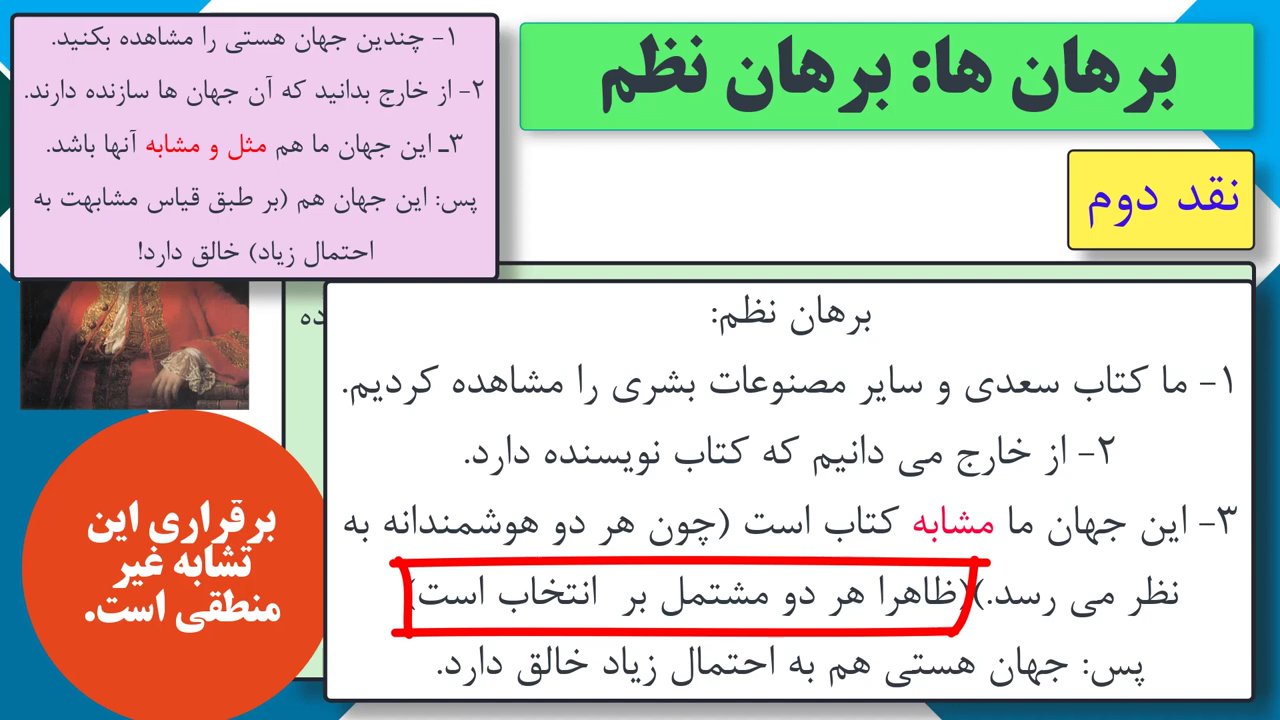 برهان ها: برهان نظم
نقد دوم
۱- چندین جهان هستی را مشاهده بکنید.
۲- از خارج بدانید که آن جهان ها سازنده دارند.
۳ـ این جهان ما هم مثل و مشابه آنها باشد.
پس: این جهان هم (بر طبق قیاس مشابهت به
احتمال زیاد) خالق دارد!
برهان نظم:
۱- ما کتاب سعدی و سایر مصنوعات بشری را مشاهده کردیم.
۲- از خارج می دانیم که کتاب نویسنده دارد.
۳- این جهان ما مشابه کتاب است (چون هر دو هوشمندانه به
نظر می رسد.)(ظاهرا هر دو مشتمل بر انتخاب است)
پس: جهان هستی هم به احتمال زیاد خالق دارد.
برقراری این
تشابه غیر
منطقی است.